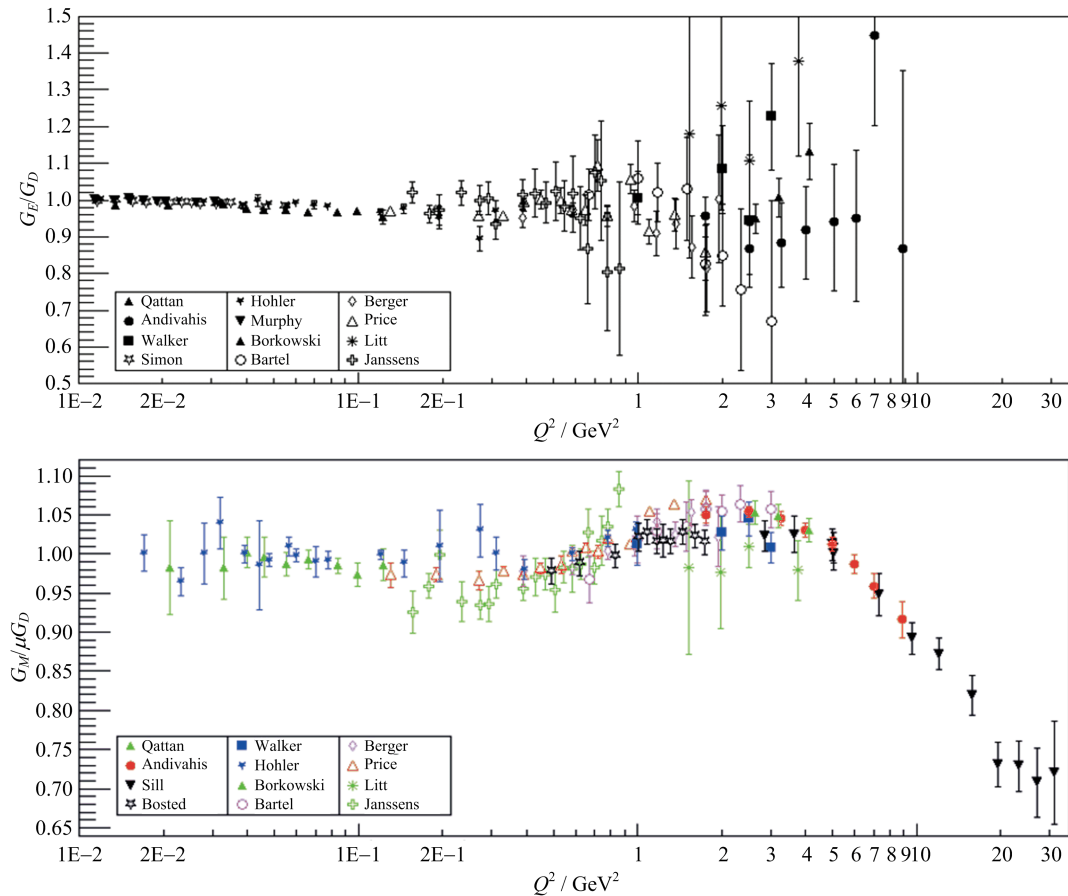 1.5
1.4
1.3
1.2
1.1
1.0
0.9
0.8
0.7
0.6
0.5
G_E/G_D
Qattan Hohler Berger
Andivahis Murphy Price
Walker Borkowski Litt
Simon Bartel Janssens
1E−2 2E−2 1E−1 2E−1 1 2 3 4 5 6 7 8 910 20 30
Q² / GeV²
1.10
1.05
1.00
0.95
0.90
0.85
0.80
0.75
0.70
0.65
G_M/μG_D
Qattan Walker Berger
Andivahis Hohler Price
Sill Borkowski Litt
Bosted Bartel Janssens
1E−2 2E−2 1E−1 2E−1 1 2 3 4 5 6 7 8 910 20 30
Q² / GeV²